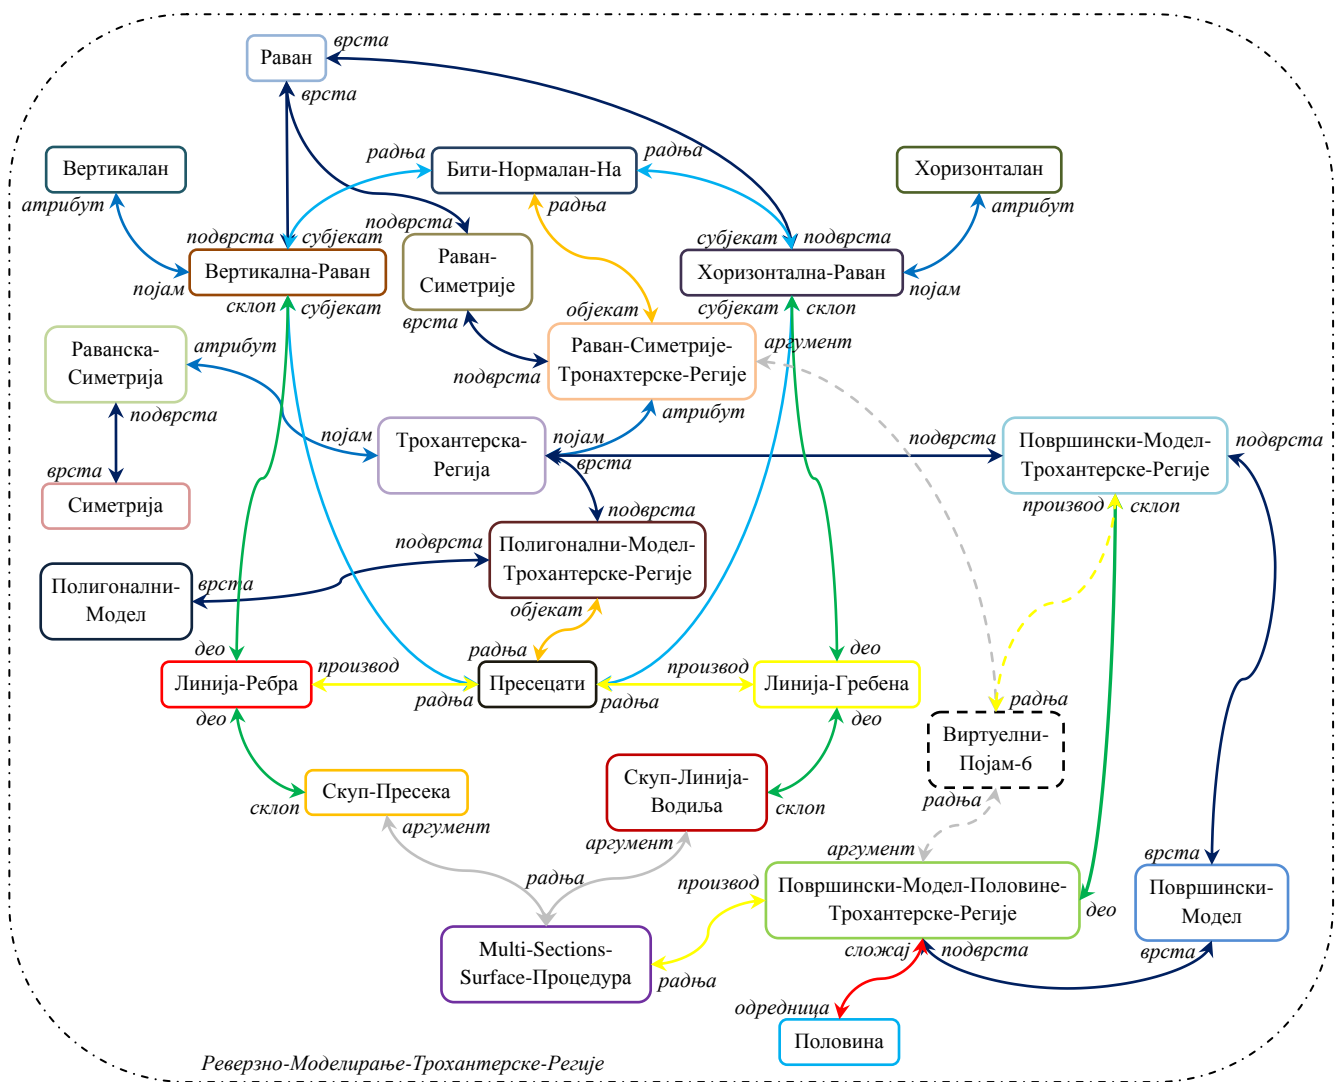 врста
Раван
врста
Вертикалан
радња
Бити-Нормалан-На
радња
Хоризонталан
атрибут
радња
атрибут
подврста
субјекат
подврста
субјекат
подврста
Вертикална-Раван
Раван-
Симетрије
Хоризонтална-Раван
појам
појам
склоп
субјекат
врста
објекат
субјекат
склоп
Раванска-
Симетрија
атрибут
Раван-Симетрије-
Тронахтерске-Регије
аргумент
подврста
подврста
атрибут
појам
Трохантерска-
Регија
појам
врста
подврста
Површински-Модел-
Трохантерске-Регије
подврста
врста
Симетрија
производ
склоп
подврста
подврста
Полигонални-Модел-
Трохантерске-Регије
Полигонални-
Модел
врста
објекат
део
радња
део
Линија-Ребра
производ
Пресецати
производ
Линија-Гребена
радња
радња
део
део
радња
Виртуелни-
Појам-6
Скуп-Пресека
Скуп-Линија-
Водиља
радња
склоп
склоп
аргумент
аргумент
аргумент
врста
радња
производ
Површински-Модел-Половине-
Трохантерске-Регије
део
Површински-
Модел
Multi-Sections-
Surface-Процедура
радња
сложај
подврста
врста
одредница
Половина
Реверзно-Моделирање-Трохантерске-Регије